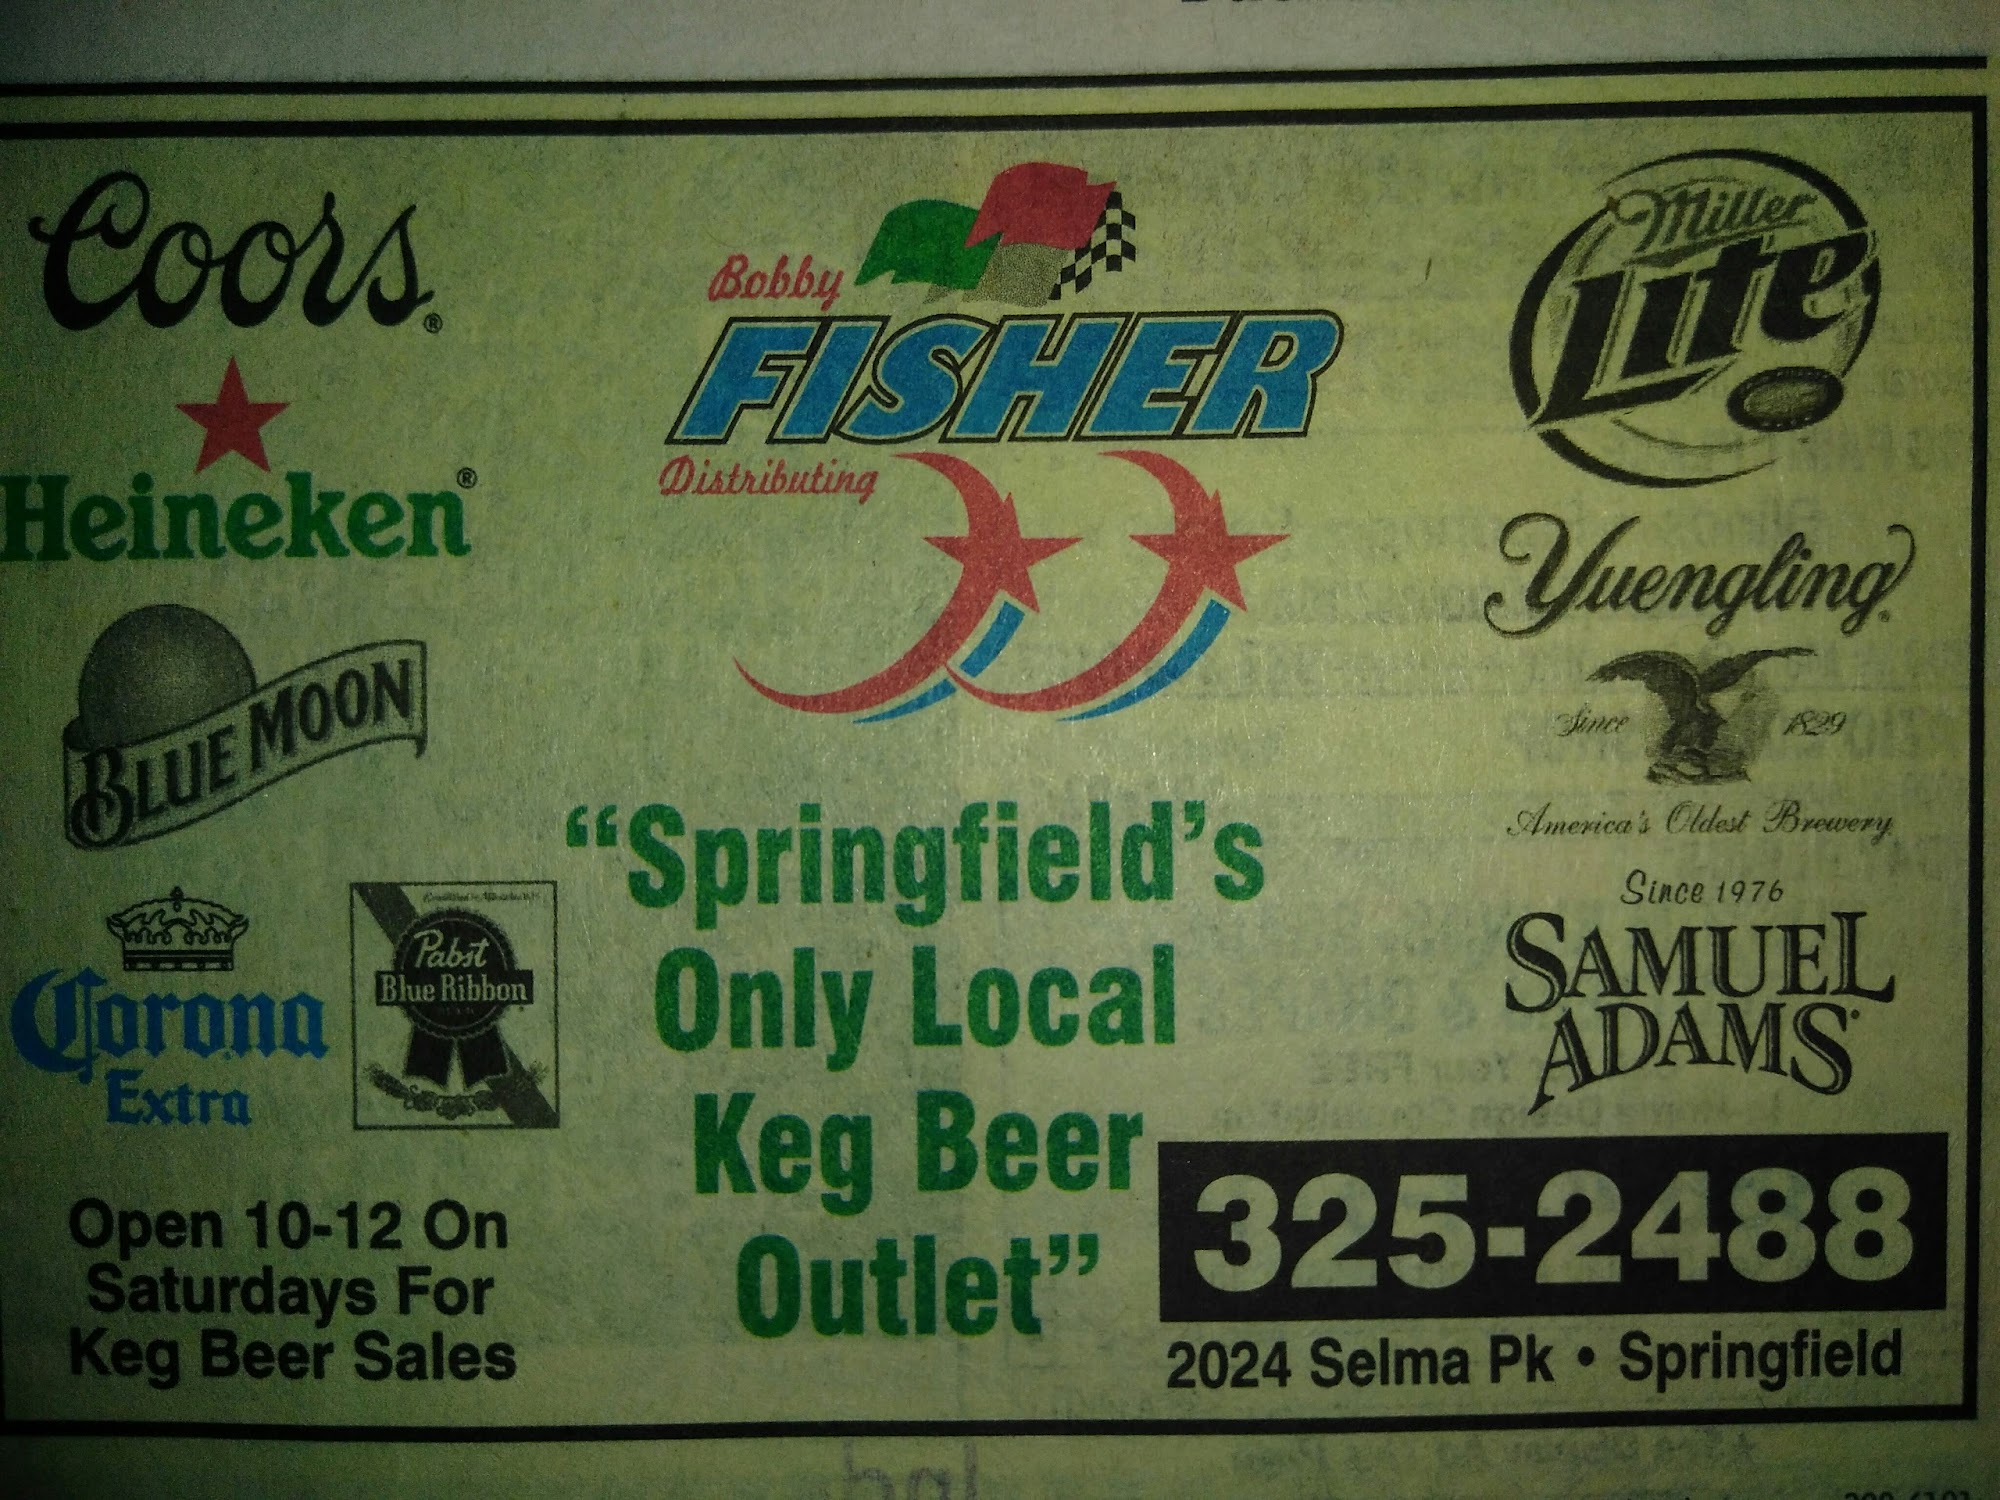 Coors®
Heineken®
BLUE MOON
Corona
Extra
Pabst
Blue Ribbon
Open 10-12 On
Saturdays For
Keg Beer Sales
Bobby
FISHER
Distributing
"Springfield's
Only Local
Keg Beer
Outlet"
Miller
Lite
Yuengling®
Since 1829
America's Oldest Brewery
Since 1976
SAMUEL
ADAMS®
325-2488
2024 Selma Pk • Springfield